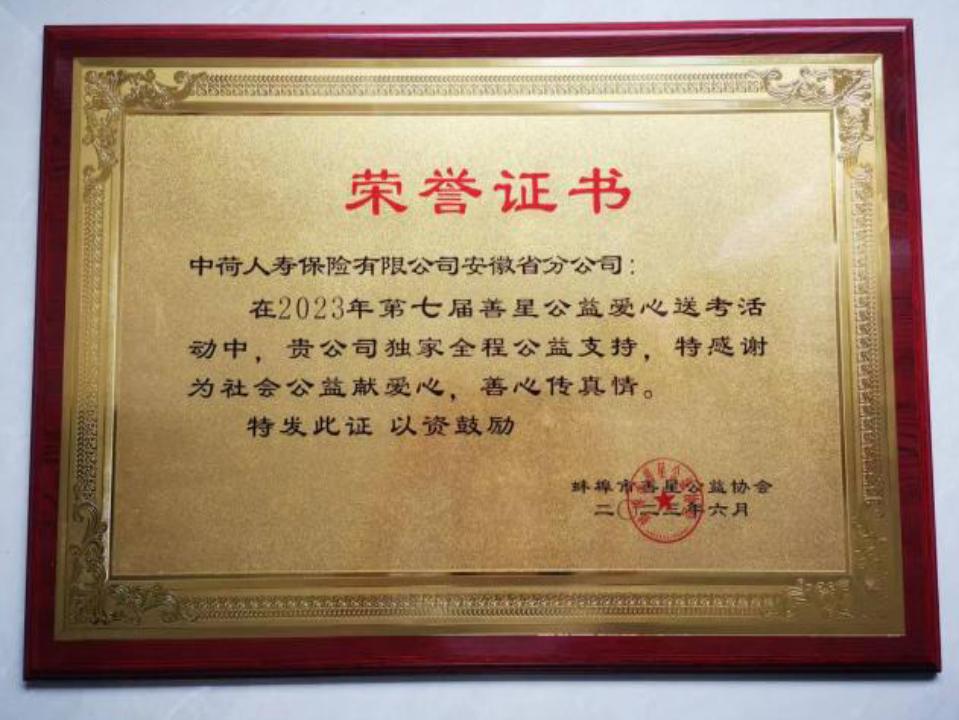 荣誉证书
中荷人寿保险有限公司安徽省分公司：
在2023年第七届善星公益爱心送考活
动中，贵公司独家全程公益支持，特感谢
为社会公益献爱心，善心传真情。
特发此证 以资鼓励
蚌埠市善星公益协会
二〇二三年六月